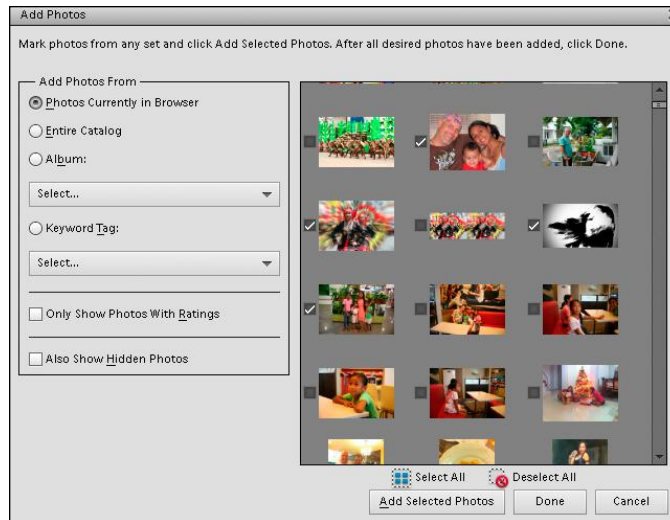 Add Photos
Mark photos from any set and click Add Selected Photos. After all desired photos have been added, click Done.
Add Photos From
Photos Currently in Browser
Entire Catalog
Album:
Select...
Keyword Tag:
Select...
Only Show Photos With Ratings
Also Show Hidden Photos
Select All Deselect All
Add Selected Photos Done Cancel